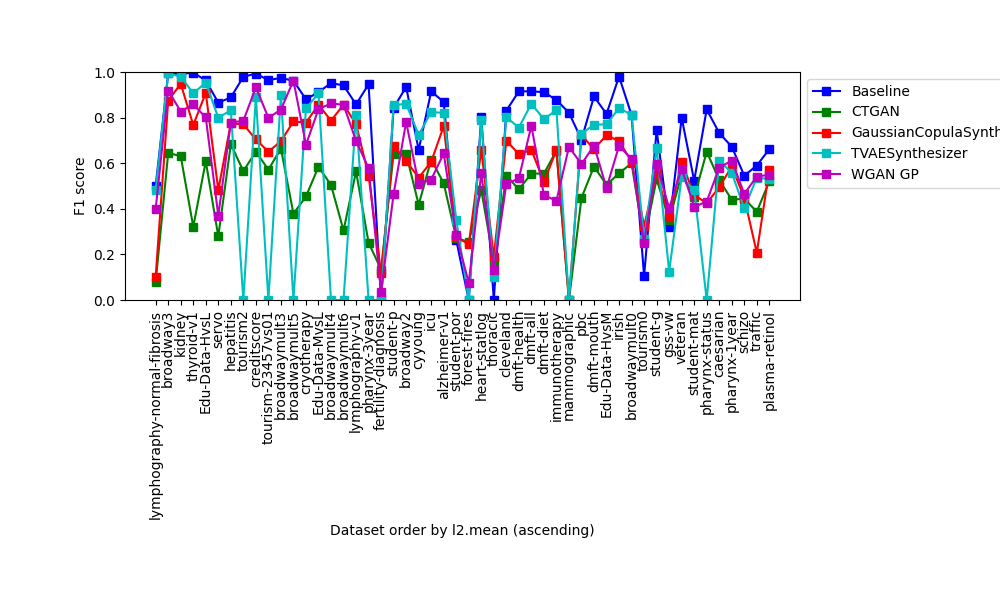 F1 score
1.0
0.8
0.6
0.4
0.2
0.0
Baseline
CTGAN
GaussianCopulaSynth
TVAESynthesizer
WGAN GP
lymphography-normal-fibrosis
broadway3
kidney
thyroid-v1
Edu-Data-HvsL
servo
hepatitis
tourism2
creditscore
tourism-23457vs01
broadwaymult3
broadwaymult5
cryotherapy
Edu-Data-MvsL
broadwaymult4
broadwaymult6
lymphography-v1
pharynx-3year
fertility-diagnosis
student-p
broadway2
cyyoung
icu
alzheimer-v1
student-por
forest-fires
heart-statlog
thoracic
cleveland
dmft-health
dmft-all
dmft-diet
immunotherapy
mammographic
pbc
dmft-mouth
Edu-Data-HvsM
irish
broadwaymult0
tourism0
student-g
gss-vw
veteran
student-mat
pharynx-status
caesarian
pharynx-1year
schizo
traffic
plasma-retinol
Dataset order by l2.mean (ascending)